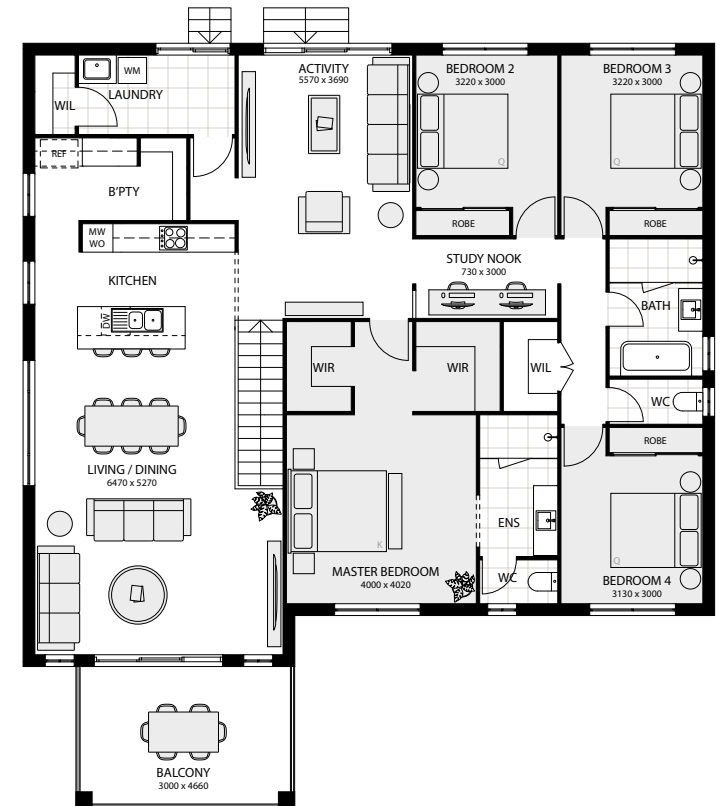 ACTIVITY
5570 x 3690
BEDROOM 2
3220 x 3000
BEDROOM 3
3220 x 3000
WM
LAUNDRY
WIL
REF
B'PTY
Q
Q
ROBE
ROBE
MW
WO
KITCHEN
STUDY NOOK
730 x 3000
DW
BATH
WIR
WIR
WIL
WC
ROBE
LIVING / DINING
6470 x 5270
ENS
K
Q
MASTER BEDROOM
4000 x 4020
WC
BEDROOM 4
3130 x 3000
BALCONY
3000 x 4660